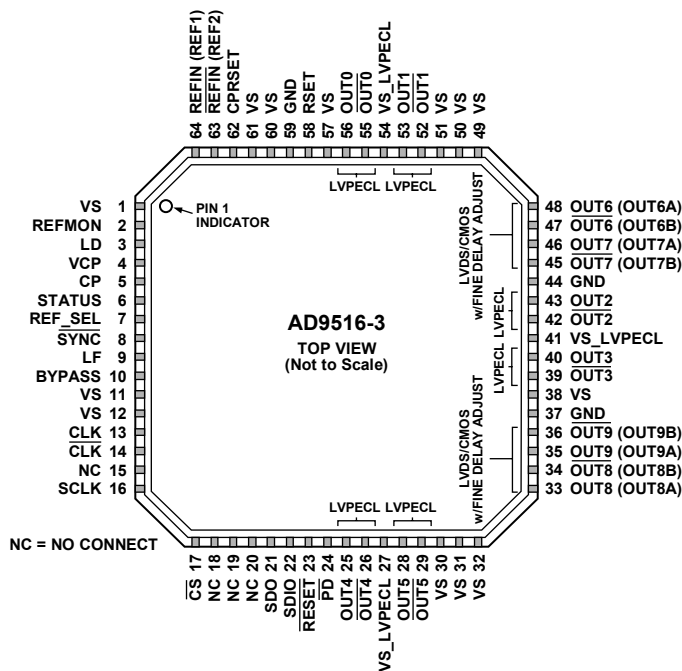 64 REFIN (REF1)
63 REFIN (REF2)
62 CPRSET
61 VS
60 VS
59 GND
58 RSET
57 VS
56 OUT0
55 OUT0
54 VS_LVPECL
53 OUT1
52 OUT1
51 VS
50 VS
49 VS
LVPECL LVPECL
VS 1
REFMON 2
LD 3
VCP 4
CP 5
STATUS 6
REF_SEL 7
SYNC 8
LF 9
BYPASS 10
VS 11
VS 12
CLK 13
CLK 14
NC 15
SCLK 16
PIN 1
INDICATOR
AD9516-3
TOP VIEW
(Not to Scale)
LVDS/CMOS
w/FINE DELAY ADJUST
LVPECL
LVPECL
LVDS/CMOS
w/FINE DELAY ADJUST
48 OUT6 (OUT6A)
47 OUT6 (OUT6B)
46 OUT7 (OUT7A)
45 OUT7 (OUT7B)
44 GND
43 OUT2
42 OUT2
41 VS_LVPECL
40 OUT3
39 OUT3
38 VS
37 GND
36 OUT9 (OUT9B)
35 OUT9 (OUT9A)
34 OUT8 (OUT8B)
33 OUT8 (OUT8A)
LVPECL LVPECL
NC = NO CONNECT
CS 17
NC 18
NC 19
NC 20
SDO 21
SDIO 22
RESET 23
PD 24
OUT4 25
OUT4 26
VS_LVPECL 27
OUT5 28
OUT5 29
VS 30
VS 31
VS 32